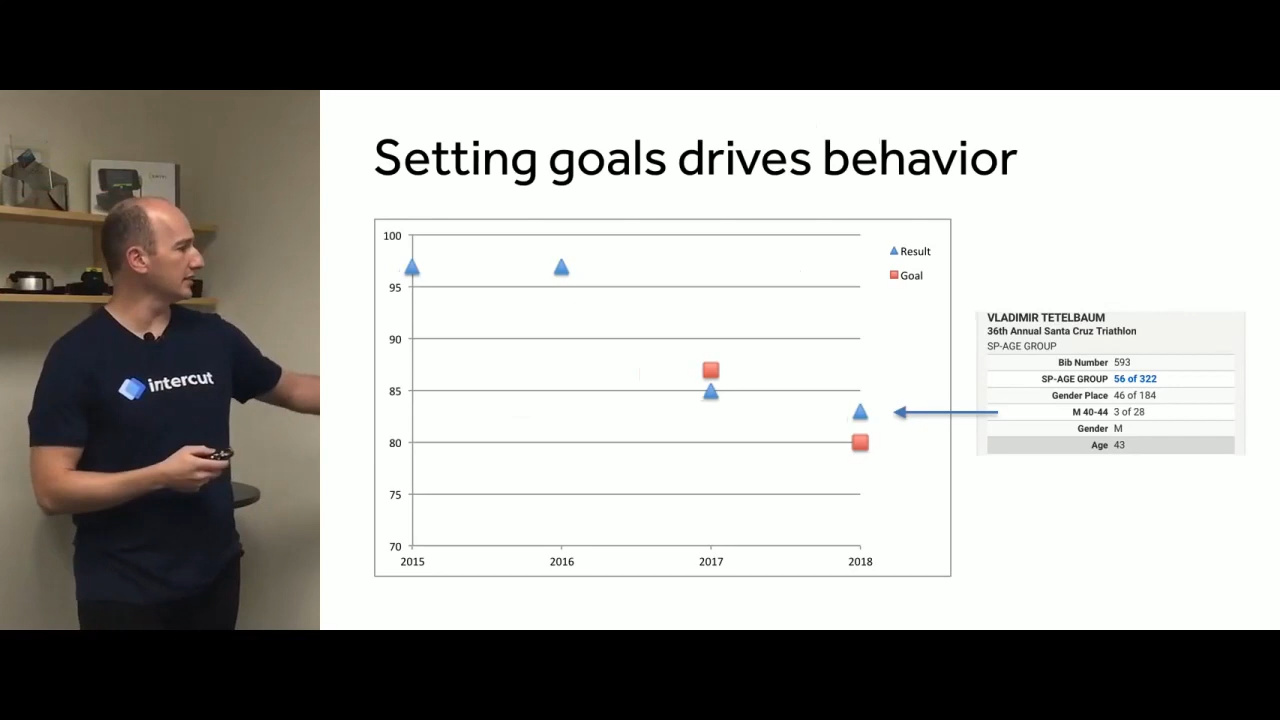 Setting goals drives behavior
100
95
90
85
80
75
70
2015 2016 2017 2018
Result
Goal
VLADIMIR TETELBAUM
36th Annual Santa Cruz Triathlon
SP-AGE GROUP
Bib Number 593
SP-AGE GROUP 56 of 322
Gender Place 46 of 184
M 40-44 3 of 28
Gender M
Age 43
intercut